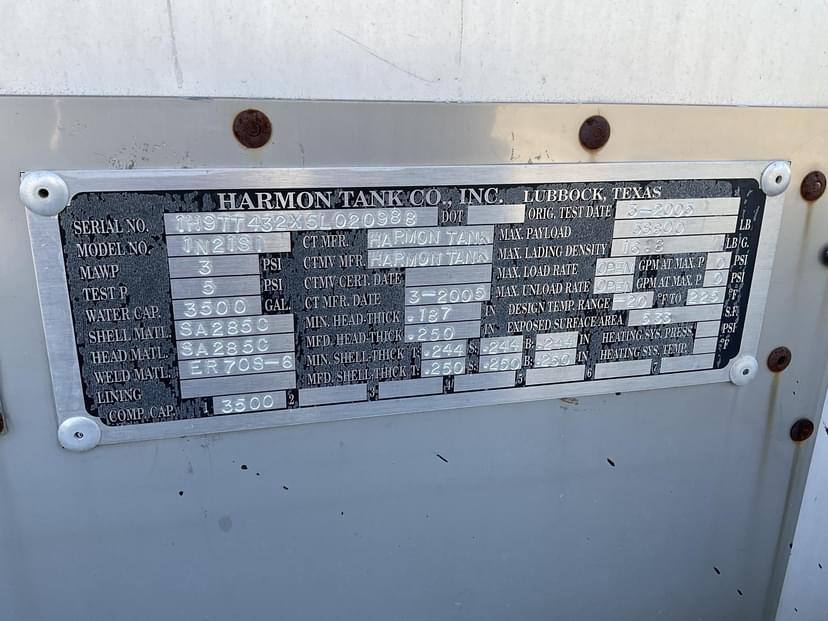 HARMON TANK CO., INC. LUBBOCK, TEXAS
SERIAL NO. 1H9TT432X5L020988 DOT ORIG. TEST DATE 3-2005
MODEL NO. CT MFR. HARMON TANK MAX. PAYLOAD LB.
MAWP 3 PSI CTMV MFR. HARMON TANK MAX. LADING DENSITY 16.8 LB/G.
TEST P 5 PSI CTMV CERT. DATE MAX. LOAD RATE OPEN GPM AT MAX. P 0 PSI
WATER CAP. 3500 GAL. CT MFR. DATE 3-2005 MAX. UNLOAD RATE OPEN GPM AT MAX. P 0 PSI
SHELL MATL. SA285C MIN. HEAD-THICK .187 IN DESIGN TEMP. RANGE -20 °F TO 225 °F
HEAD MATL. SA285C MFD. HEAD-THICK .250 IN EXPOSED SURFACE AREA 533 S.F.
WELD MATL. ER70S-6 MIN. SHELL-THICK T. .244 S. .244 B. .244 IN HEATING SYS. PRESS. PSI
LINING MFD. SHELL-THICK T. .250 S. .250 B. .250 IN HEATING SYS. TEMP. °F
COMP. CAP. 1 3500 2 3 4 5 6 7